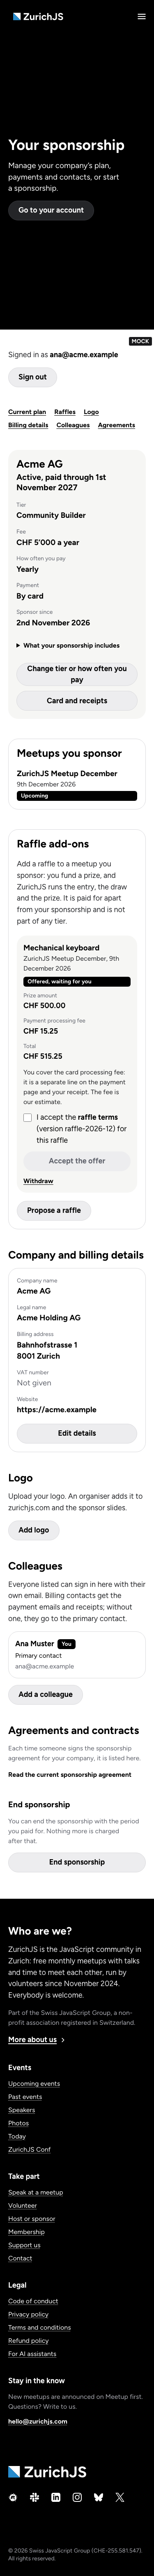 ZurichJS
Your sponsorship
Manage your company's plan,
payments and contacts, or start
a sponsorship.
Go to your account
MOCK
Signed in as ana@acme.example
Sign out
Current plan Raffles Logo
Billing details Colleagues Agreements
Acme AG
Active, paid through 1st
November 2027
Tier
Community Builder
Fee
CHF 5'000 a year
How often you pay
Yearly
Payment
By card
Sponsor since
2nd November 2026
What your sponsorship includes
Change tier or how often you
pay
Card and receipts
Meetups you sponsor
ZurichJS Meetup December
9th December 2026
Upcoming
Raffle add-ons
Add a raffle to a meetup you
sponsor: you fund a prize, and
ZurichJS runs the entry, the draw
and the prize. It is paid for apart
from your sponsorship and is not
part of any tier.
Mechanical keyboard
ZurichJS Meetup December, 9th
December 2026
Offered, waiting for you
Prize amount
CHF 500.00
Payment processing fee
CHF 15.25
Total
CHF 515.25
You cover the card processing fee:
it is a separate line on the payment
page and your receipt. The fee is
our estimate.
I accept the raffle terms
(version raffle-2026-12) for
this raffle
Accept the offer
Withdraw
Propose a raffle
Company and billing details
Company name
Acme AG
Legal name
Acme Holding AG
Billing address
Bahnhofstrasse 1
8001 Zurich
VAT number
Not given
Website
https://acme.example
Edit details
Logo
Upload your logo. An organiser adds it to
zurichjs.com and the sponsor slides.
Add logo
Colleagues
Everyone listed can sign in here with their
own email. Billing contacts get the
payment emails and receipts; without
one, they go to the primary contact.
Ana Muster You
Primary contact
ana@acme.example
Add a colleague
Agreements and contracts
Each time someone signs the sponsorship
agreement for your company, it is listed here.
Read the current sponsorship agreement
End sponsorship
You can end the sponsorship with the period
you paid for. Nothing more is charged
after that.
End sponsorship
Who are we?
ZurichJS is the JavaScript community in
Zurich: free monthly meetups with talks
and time to meet each other, run by
volunteers since November 2024.
Everybody is welcome.
Part of the Swiss JavaScript Group, a non-
profit association registered in Switzerland.
More about us
Events
Upcoming events
Past events
Speakers
Photos
Today
ZurichJS Conf
Take part
Speak at a meetup
Volunteer
Host or sponsor
Membership
Support us
Contact
Legal
Code of conduct
Privacy policy
Terms and conditions
Refund policy
For AI assistants
Stay in the know
New meetups are announced on Meetup first.
Questions? Write to us.
hello@zurichjs.com
ZurichJS
© 2026 Swiss JavaScript Group (CHE-255.581.547).
All rights reserved.